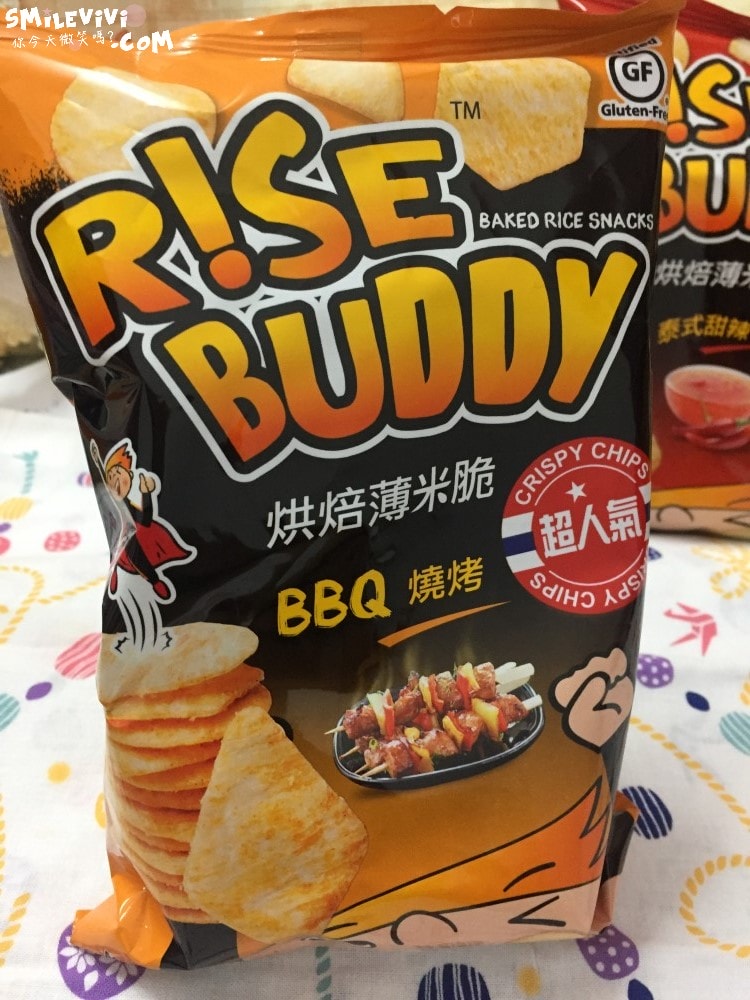 SMILEVIVI
你今天微笑嗎?.COM
Certified
GF
Gluten-Free
TM
R!SE
BUDDY
BAKED RICE SNACKS
烘焙薄米脆
BBQ 燒烤
CRISPY CHIPS
超人氣
CRISPY CHIPS
BU
烘焙薄
泰式甜辣